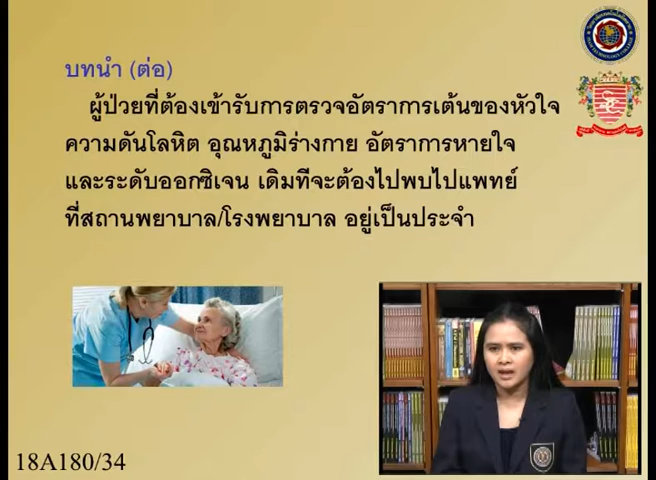 บทนำ (ต่อ)
ผู้ป่วยที่ต้องเข้ารับการตรวจอัตราการเต้นของหัวใจ
ความดันโลหิต อุณหภูมิร่างกาย อัตราการหายใจ
และระดับออกซิเจน เดิมทีจะต้องไปพบไปแพทย์
ที่สถานพยาบาล/โรงพยาบาล อยู่เป็นประจำ
18A180/34